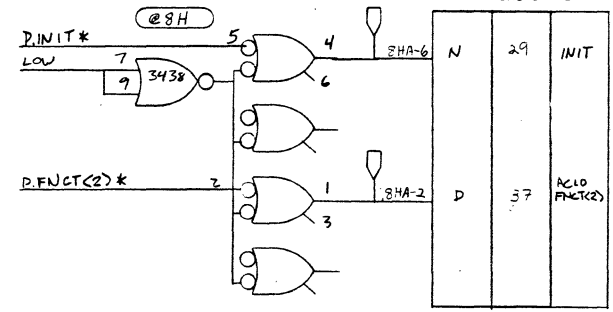 @8H
D.INIT*
5
4
8HA-6
N
29
INIT
LOW
7
9
3438
6
D.FNCT<2>*
2
1
8HA-2
D
37
ACLO
FNCT<2>
3